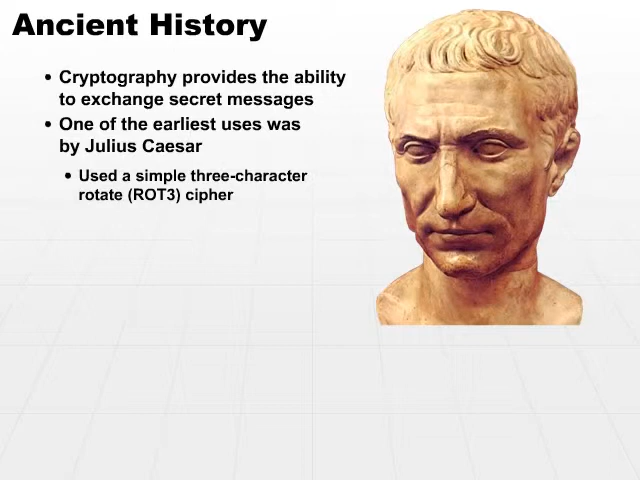 Ancient History
• Cryptography provides the ability
to exchange secret messages
• One of the earliest uses was
by Julius Caesar
• Used a simple three-character
rotate (ROT3) cipher